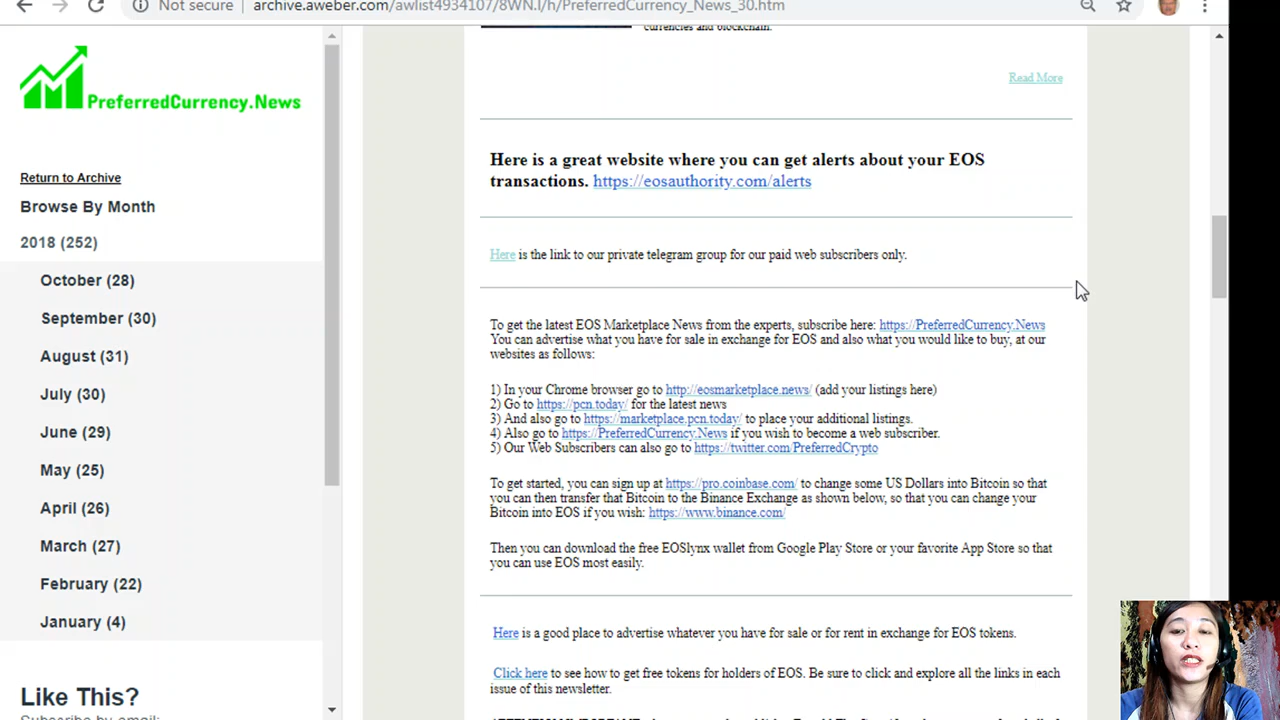 Not secure archive.aweber.com/awlist4934107/8WN.l/h/PreferredCurrency_News_30.htm
PreferredCurrency.News
Return to Archive
Browse By Month
2018 (252)
October (28)
September (30)
August (31)
July (30)
June (29)
May (25)
April (26)
March (27)
February (22)
January (4)
Like This?
Subscribe by email:
currencies and blockchain.
Read More
Here is a great website where you can get alerts about your EOS
transactions. https://eosauthority.com/alerts
Here is the link to our private telegram group for our paid web subscribers only.
To get the latest EOS Marketplace News from the experts, subscribe here: https://PreferredCurrency.News
You can advertise what you have for sale in exchange for EOS and also what you would like to buy, at our
websites as follows:
1) In your Chrome browser go to http://eosmarketplace.news/ (add your listings here)
2) Go to https://pcn.today/ for the latest news
3) And also go to https://marketplace.pcn.today/ to place your additional listings.
4) Also go to https://PreferredCurrency.News if you wish to become a web subscriber.
5) Our Web Subscribers can also go to https://twitter.com/PreferredCrypto
To get started, you can sign up at https://pro.coinbase.com/ to change some US Dollars into Bitcoin so that
you can then transfer that Bitcoin to the Binance Exchange as shown below, so that you can change your
Bitcoin into EOS if you wish: https://www.binance.com/
Then you can download the free EOSlynx wallet from Google Play Store or your favorite App Store so that
you can use EOS most easily.
Here is a good place to advertise whatever you have for sale or for rent in exchange for EOS tokens.
Click here to see how to get free tokens for holders of EOS. Be sure to click and explore all the links in each
issue of this newsletter.